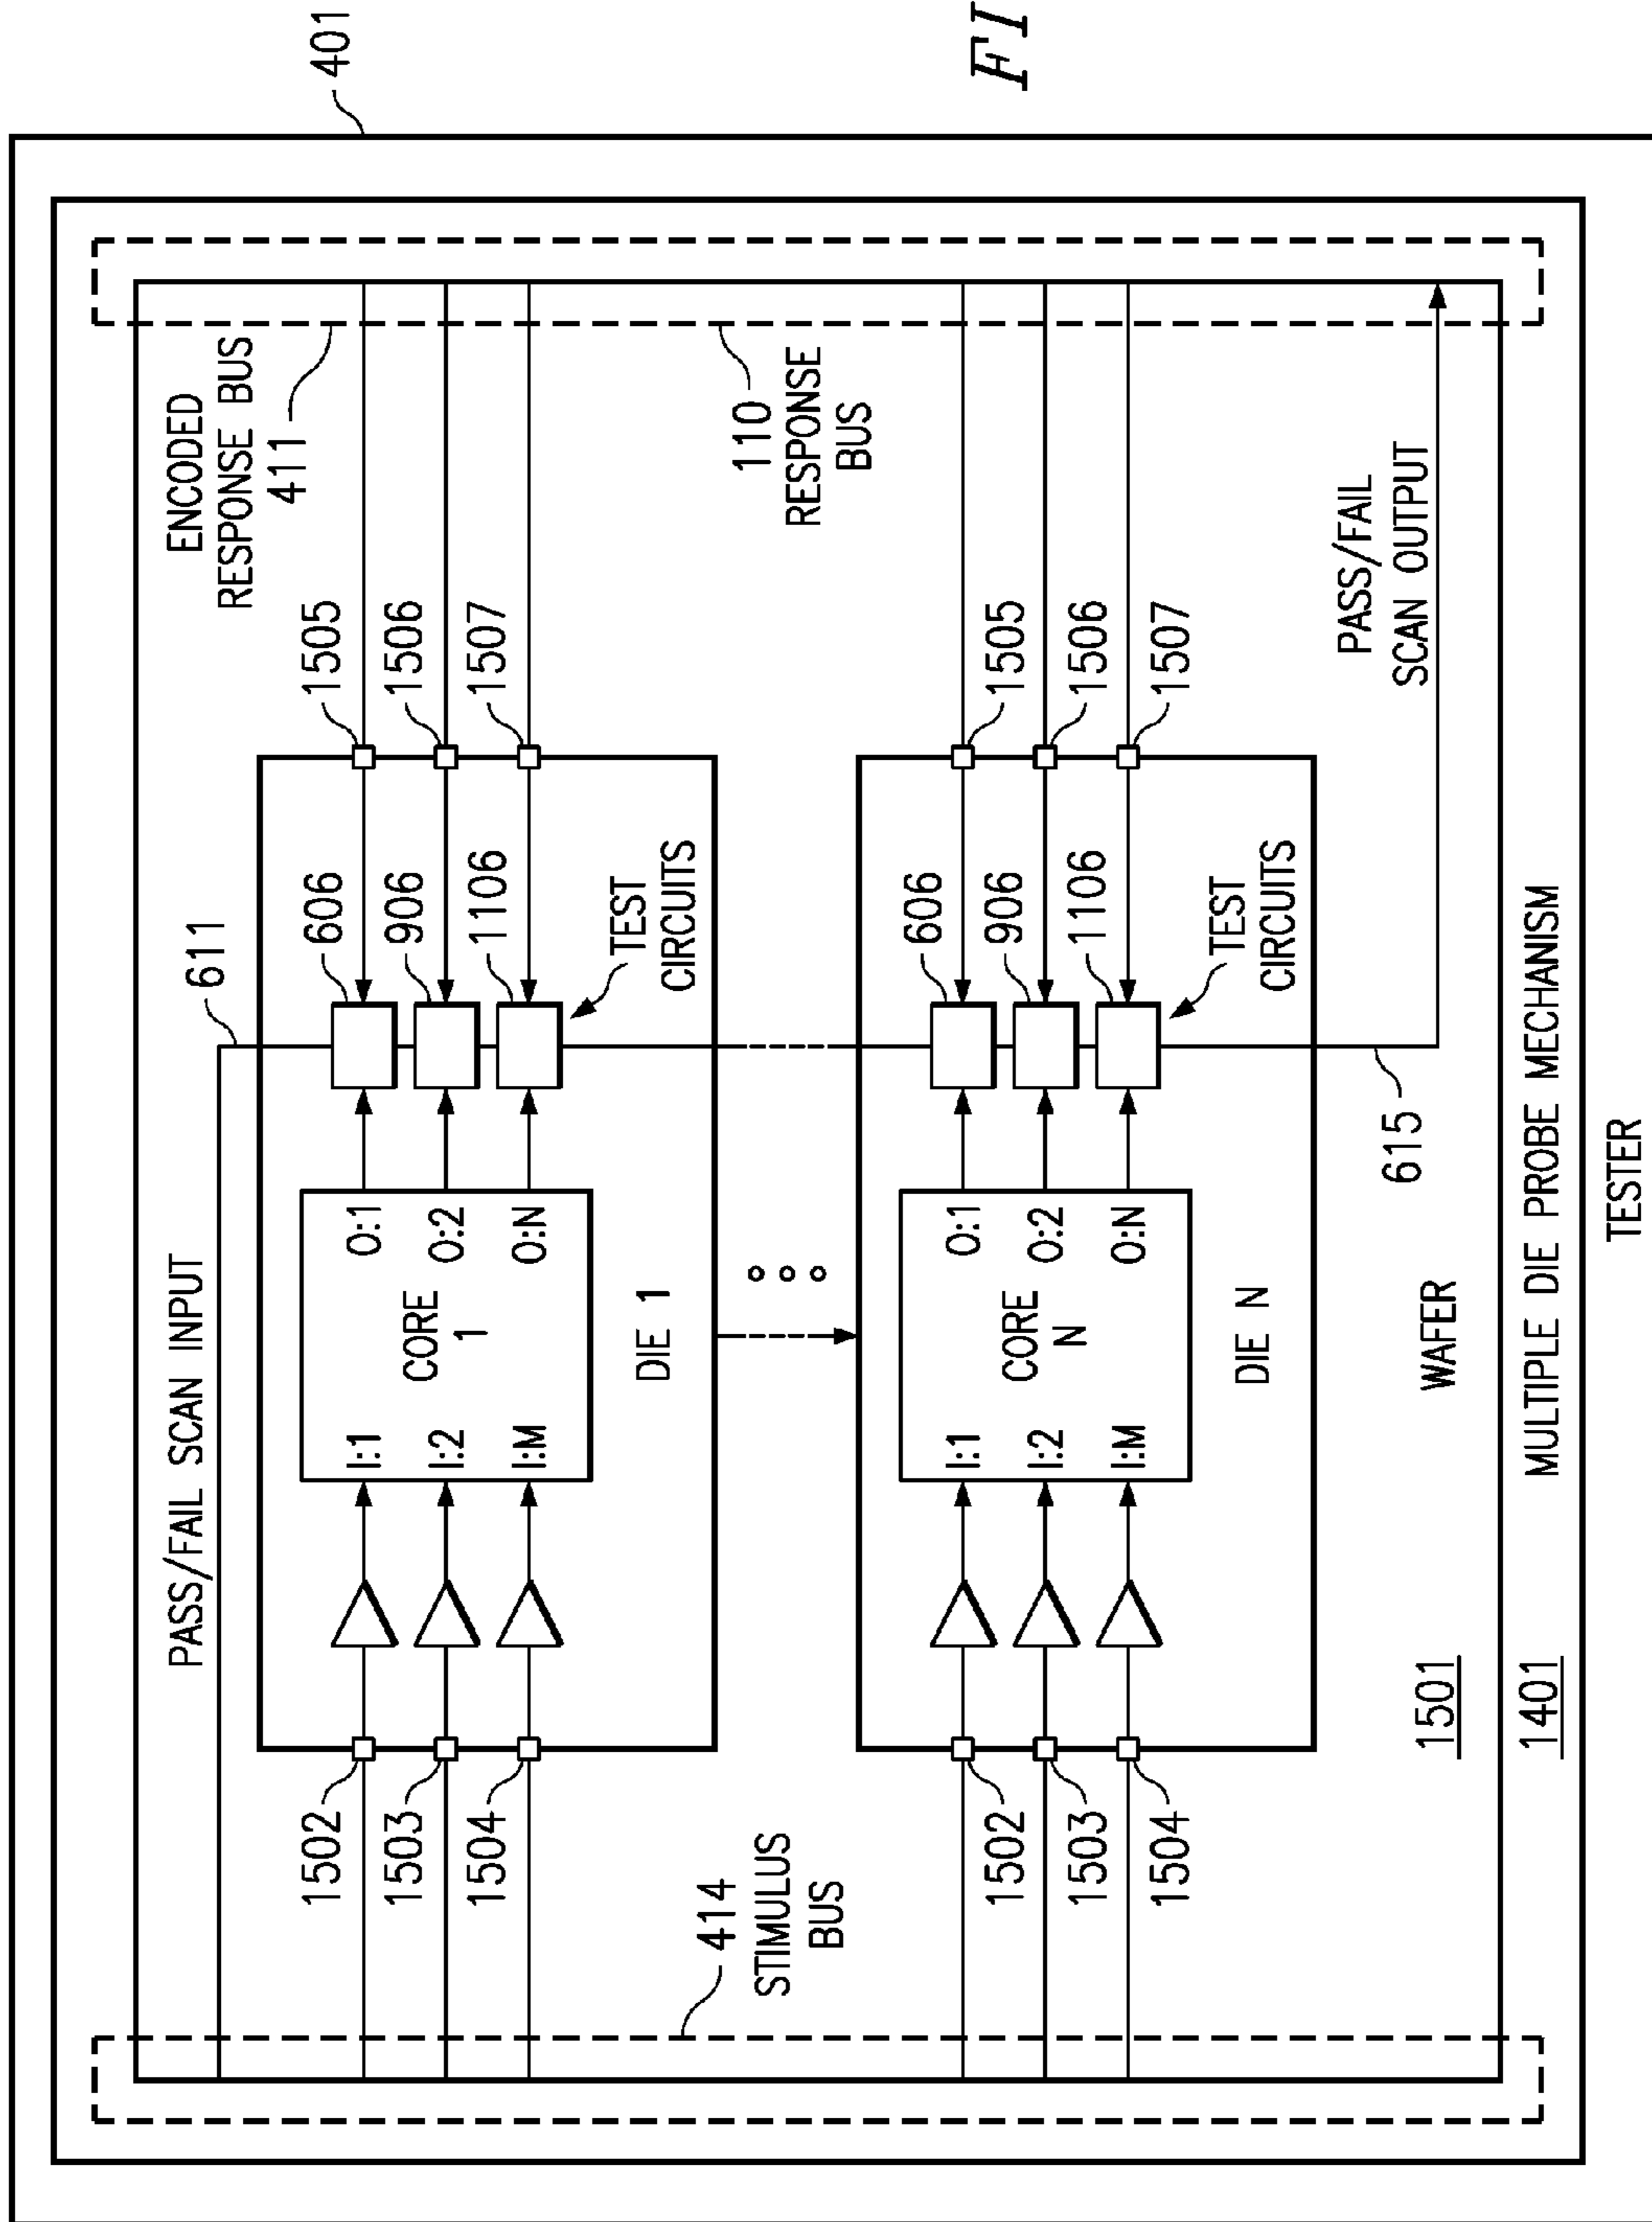 FI
401
PASS/FAIL SCAN INPUT
611
ENCODED
RESPONSE BUS
411
1502
1503
1504
I:1
I:2
I:M
CORE
1
O:1
O:2
O:N
606
906
1106
1505
1506
1507
DIE 1
TEST
CIRCUITS
414
STIMULUS
BUS
110
RESPONSE
BUS
1502
1503
1504
I:1
I:2
I:M
CORE
N
O:1
O:2
O:N
606
906
1106
1505
1506
1507
DIE N
TEST
CIRCUITS
615
PASS/FAIL
SCAN OUTPUT
1501
WAFER
1401
MULTIPLE DIE PROBE MECHANISM
TESTER